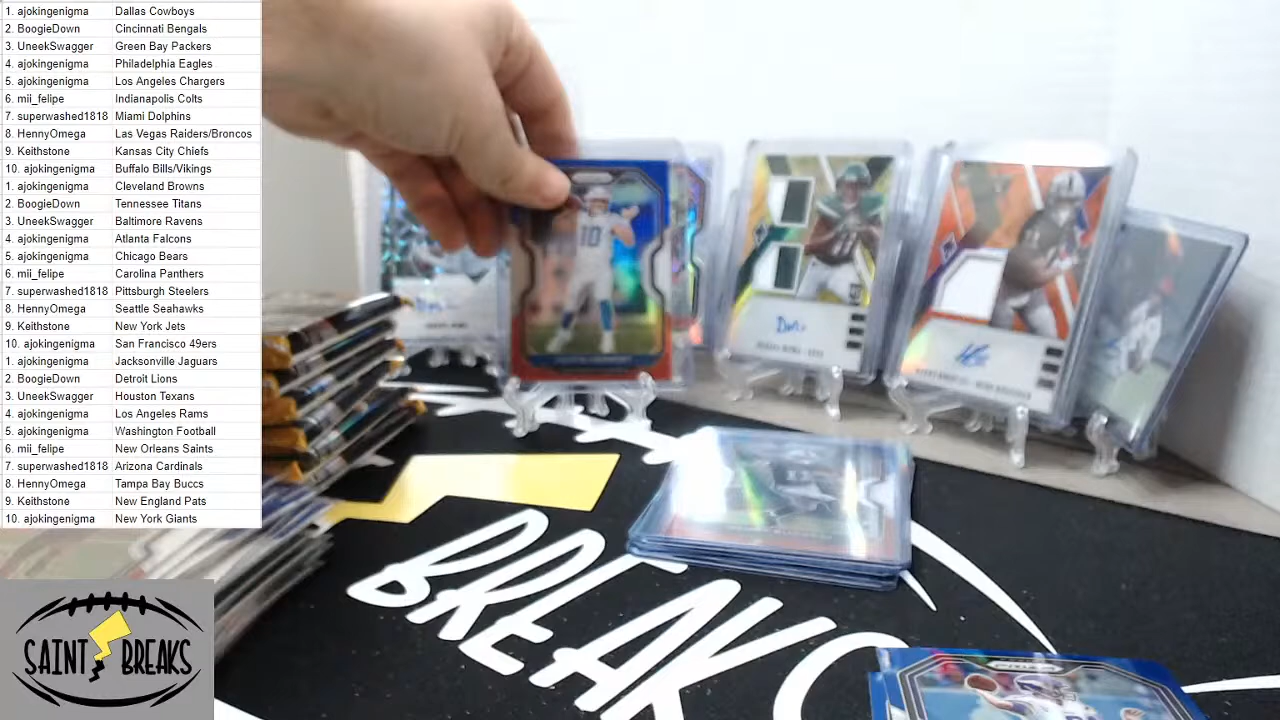 1. ajokingenigma Dallas Cowboys
2. BoogieDown Cincinnati Bengals
3. UneekSwagger Green Bay Packers
4. ajokingenigma Philadelphia Eagles
5. ajokingenigma Los Angeles Chargers
6. mii_felipe Indianapolis Colts
7. superwashed1818 Miami Dolphins
8. HennyOmega Las Vegas Raiders/Broncos
9. Keithstone Kansas City Chiefs
10. ajokingenigma Buffalo Bills/Vikings
1. ajokingenigma Cleveland Browns
2. BoogieDown Tennessee Titans
3. UneekSwagger Baltimore Ravens
4. ajokingenigma Atlanta Falcons
5. ajokingenigma Chicago Bears
6. mii_felipe Carolina Panthers
7. superwashed1818 Pittsburgh Steelers
8. HennyOmega Seattle Seahawks
9. Keithstone New York Jets
10. ajokingenigma San Francisco 49ers
1. ajokingenigma Jacksonville Jaguars
2. BoogieDown Detroit Lions
3. UneekSwagger Houston Texans
4. ajokingenigma Los Angeles Rams
5. ajokingenigma Washington Football
6. mii_felipe New Orleans Saints
7. superwashed1818 Arizona Cardinals
8. HennyOmega Tampa Bay Buccs
9. Keithstone New England Pats
10. ajokingenigma New York Giants
10
BREAK
SAINT BREAKS